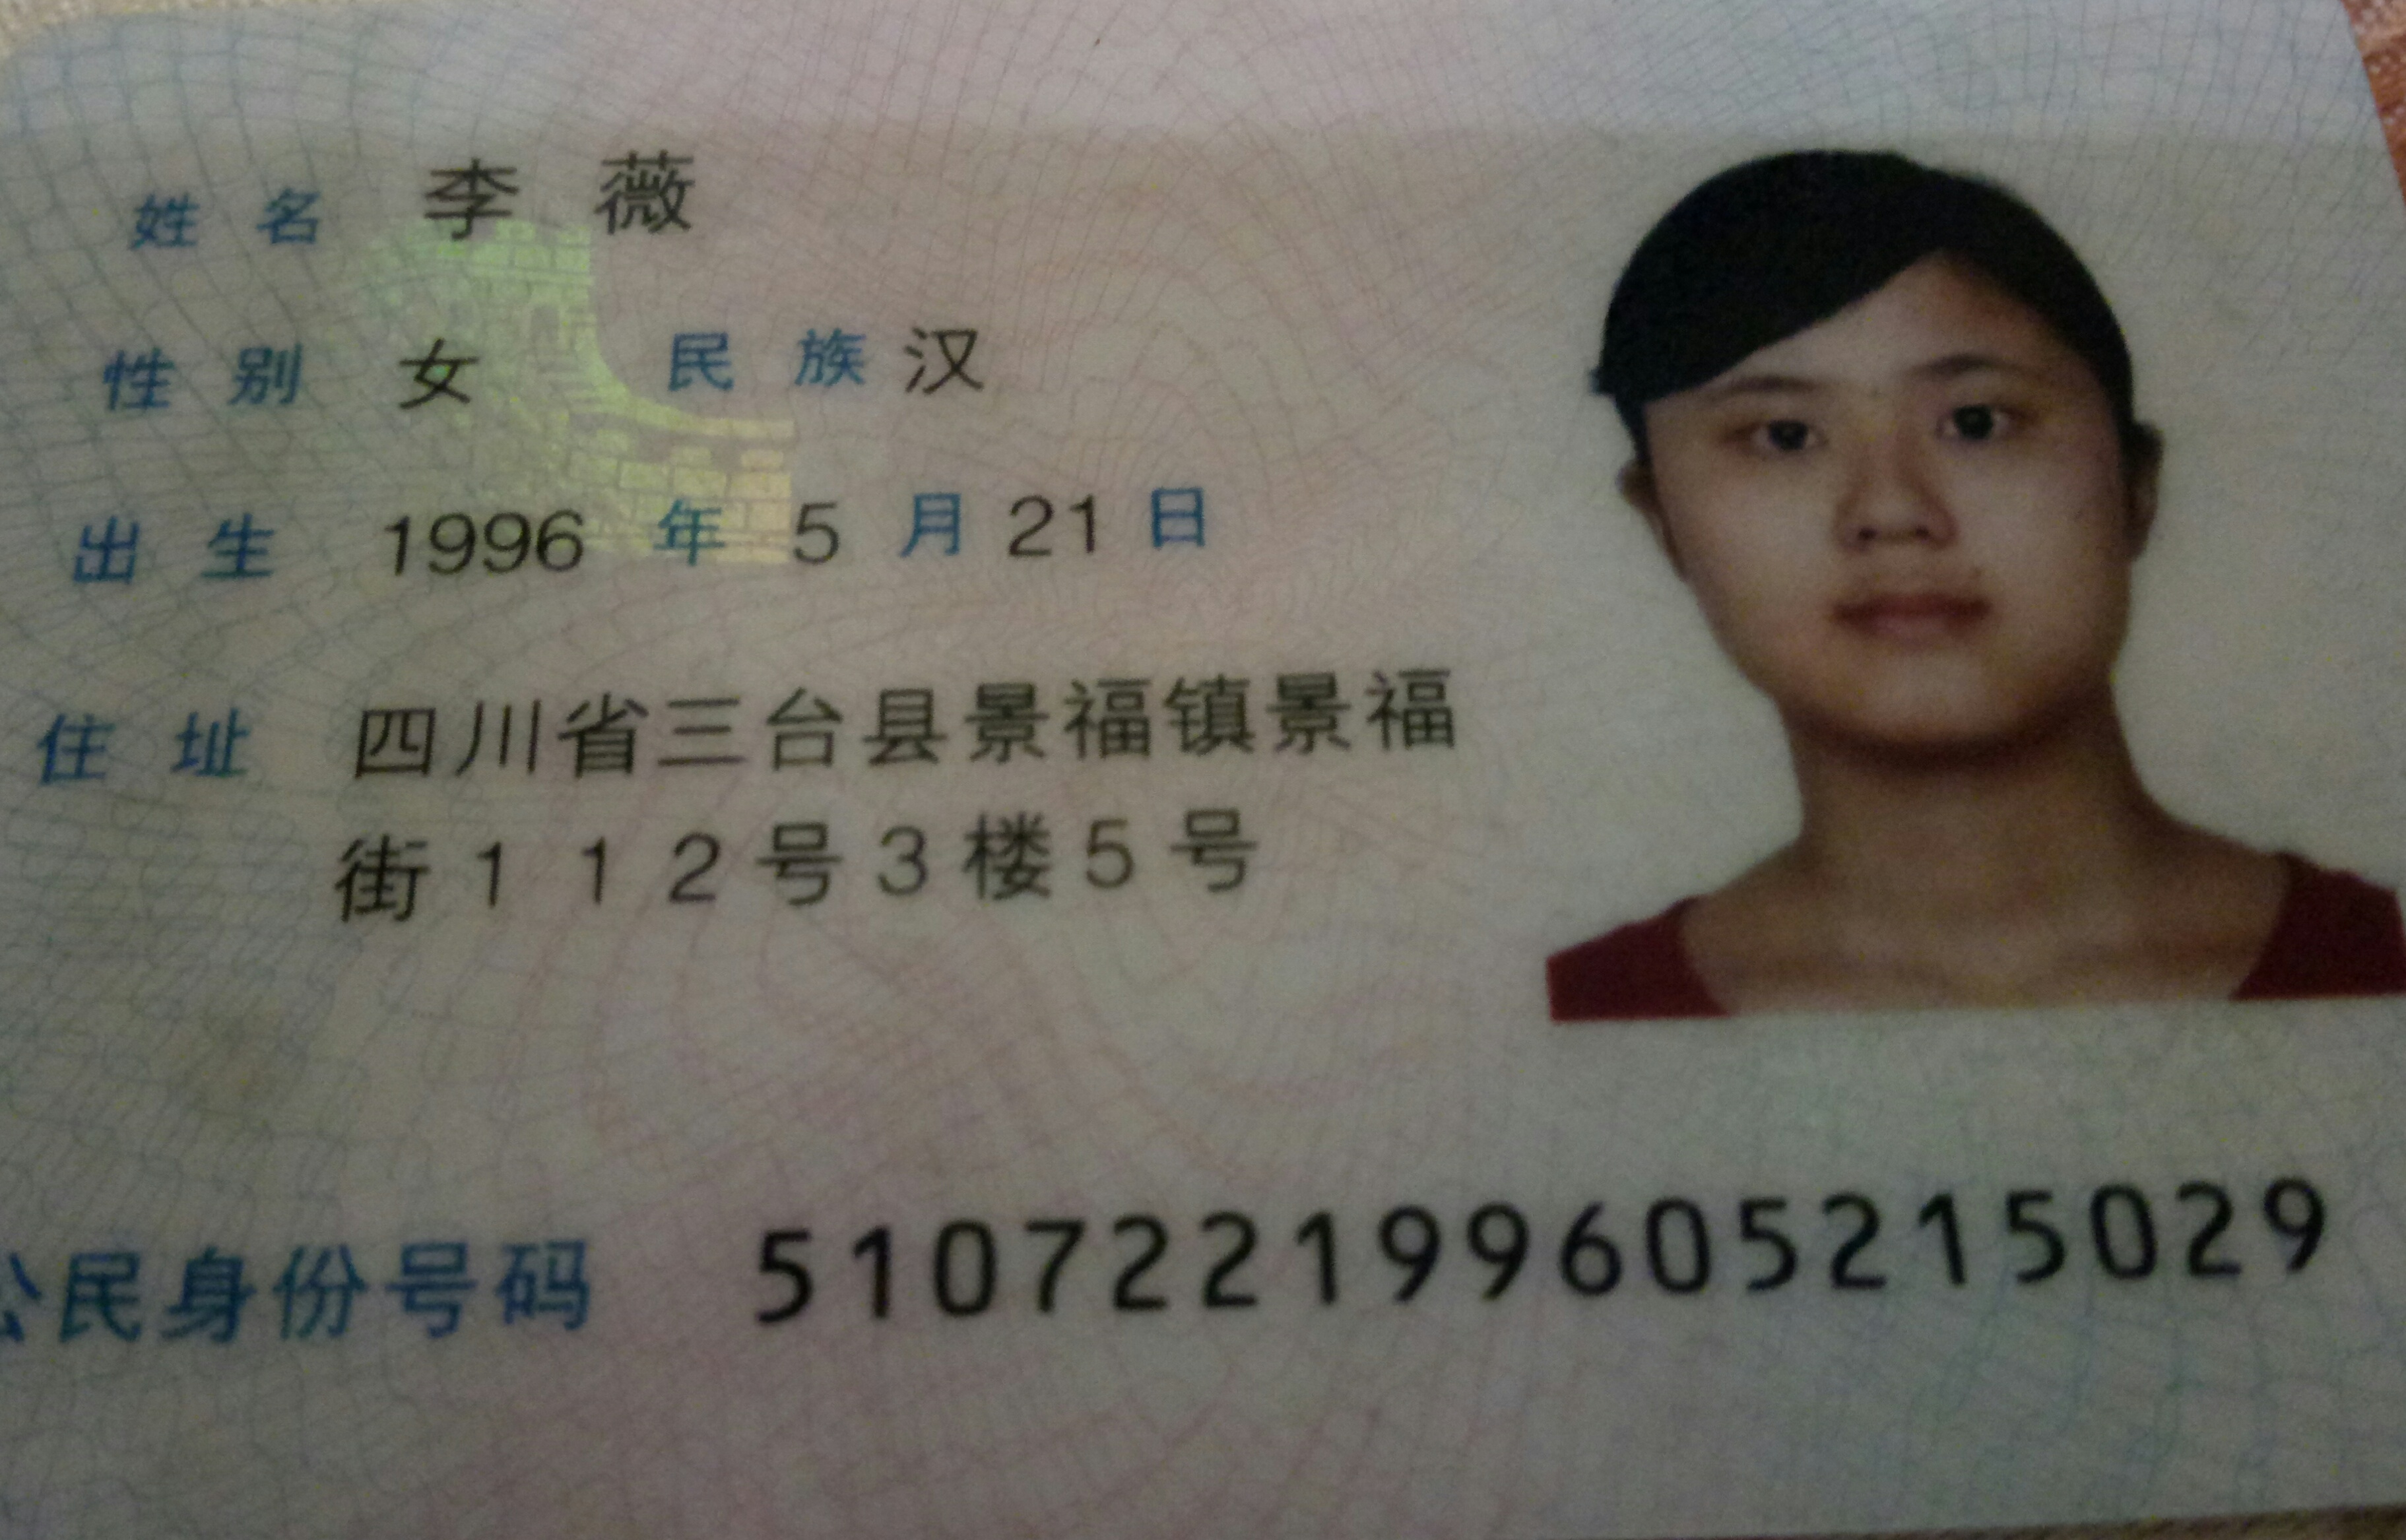 姓名 李薇
性别 女 民族 汉
出生 1996 年 5 月 21 日
住址 四川省三台县景福镇景福
街112号3楼5号
公民身份号码 510722199605215029